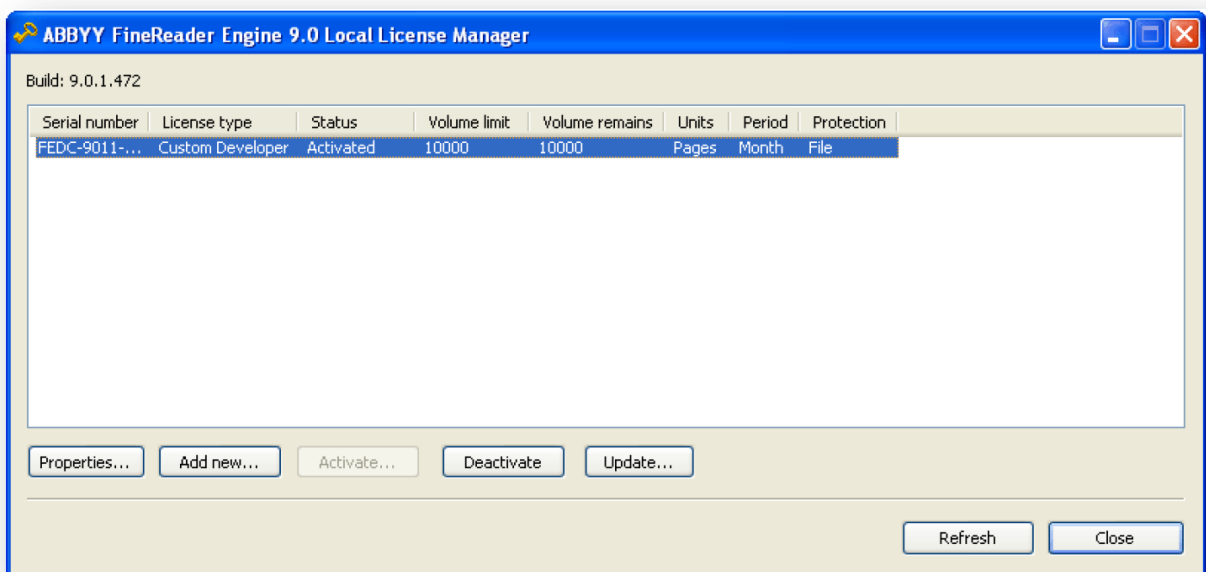 ABBYY FineReader Engine 9.0 Local License Manager
Build: 9.0.1.472
Serial number License type Status Volume limit Volume remains Units Period Protection
FEDC-9011-... Custom Developer Activated 10000 10000 Pages Month File
Properties... Add new... Activate... Deactivate Update...
Refresh Close